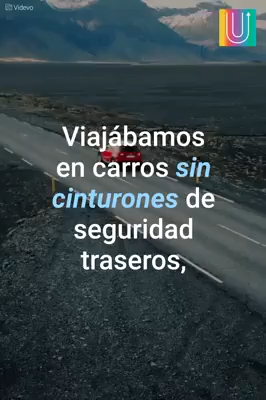 Videvo
U
Viajábamos
en carros sin
cinturones de
seguridad
traseros,